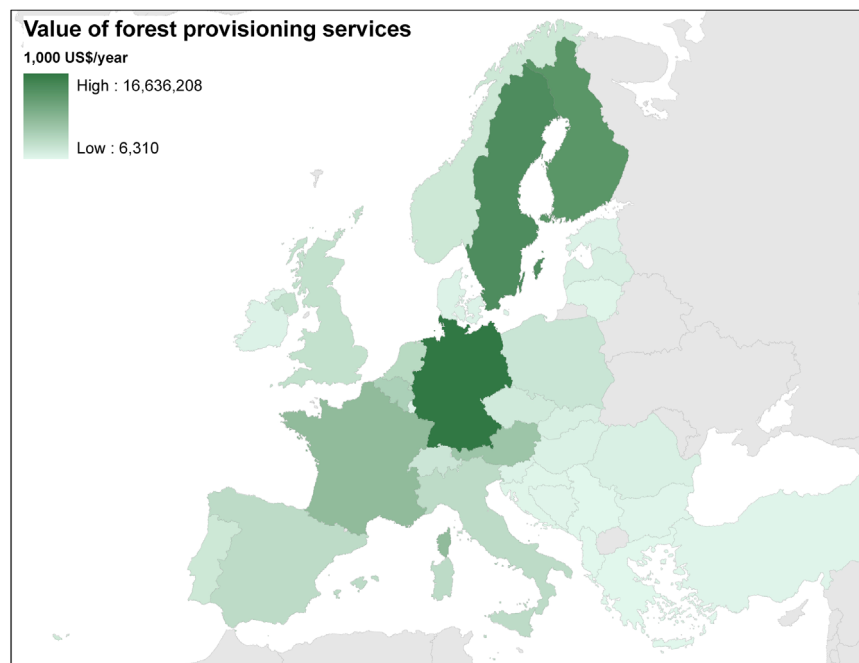 Value of forest provisioning services
1,000 US$/year
High : 16,636,208
Low : 6,310